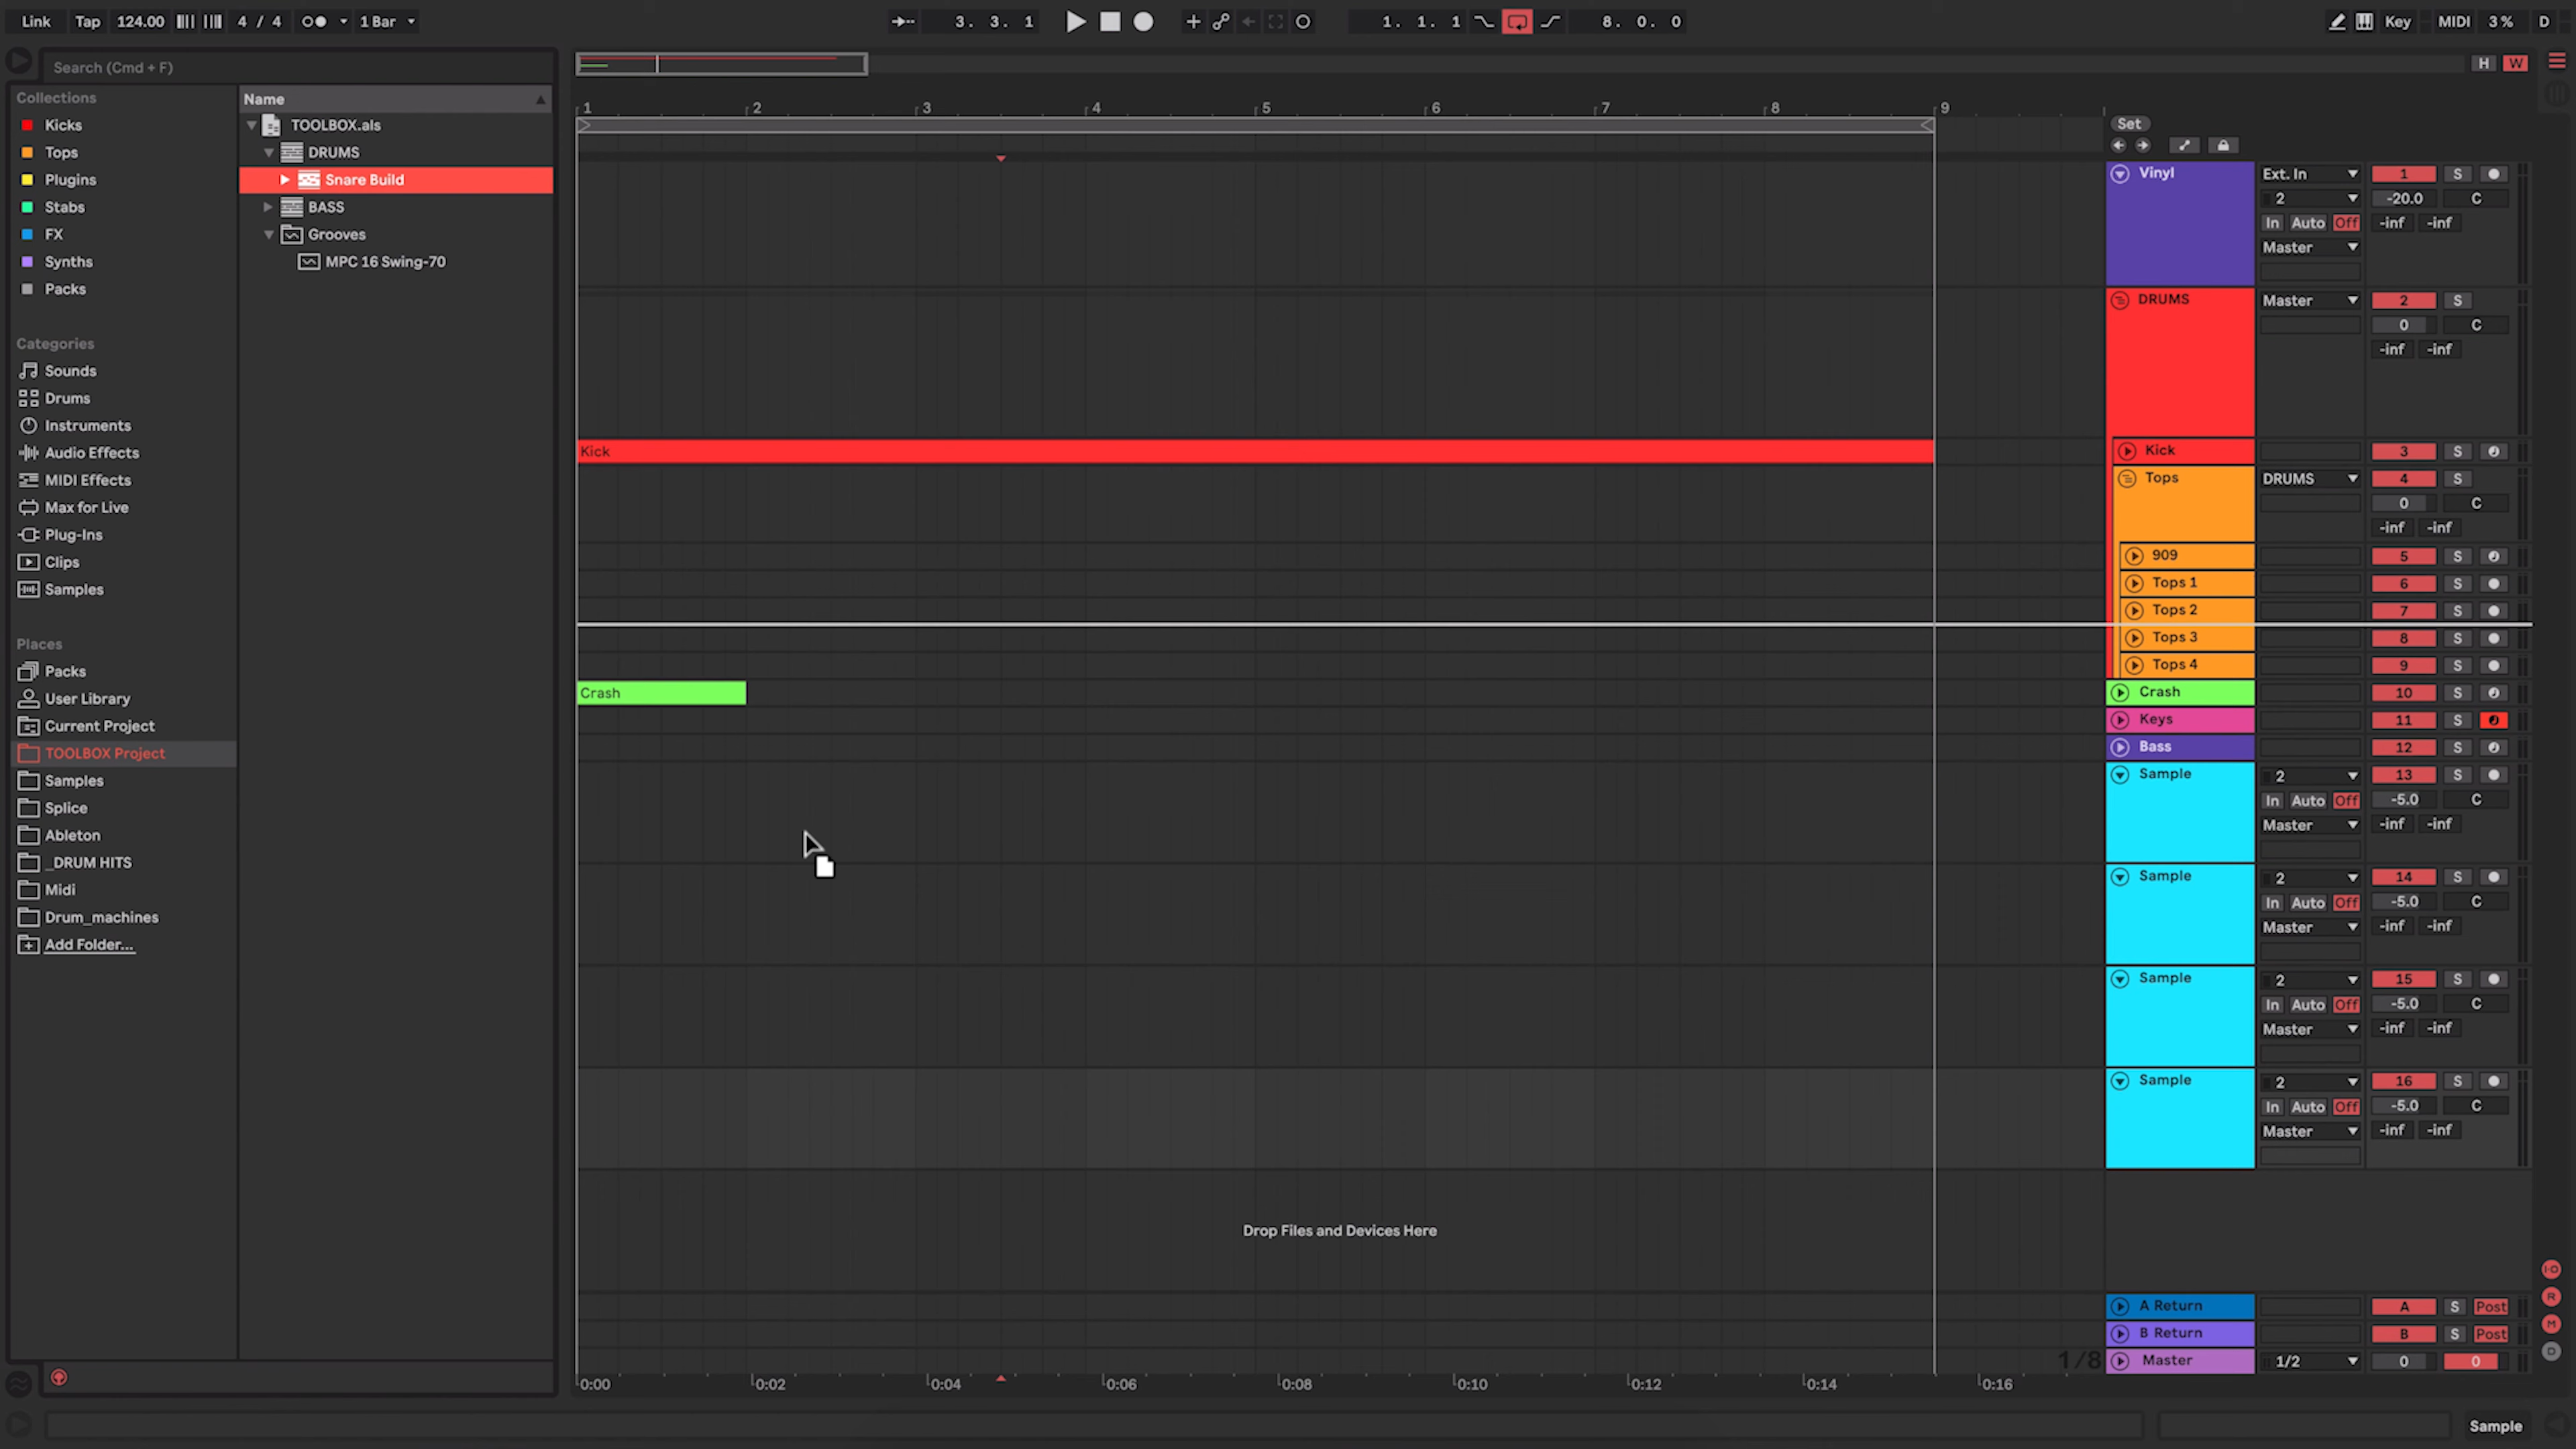 Link Tap 124.00 4 / 4 1 Bar 3. 3. 1 1. 1. 1 8. 0. 0 Key MIDI 3 % D
Search (Cmd + F)
H W
Collections
Kicks
Tops
Plugins
Stabs
FX
Synths
Packs
Categories
Sounds
Drums
Instruments
Audio Effects
MIDI Effects
Max for Live
Plug-Ins
Clips
Samples
Places
Packs
User Library
Current Project
TOOLBOX Project
Samples
Splice
Ableton
_DRUM HITS
Midi
Drum_machines
Add Folder...
Name
TOOLBOX.als
DRUMS
Snare Build
BASS
Grooves
MPC 16 Swing-70
1 2 3 4 5 6 7 8 9
Set
Vinyl Ext. In 1 S
2 -20.0 C
In Auto Off -inf -inf
Master
DRUMS Master 2 S
0 C
-inf -inf
Kick Kick 3 S
Tops DRUMS 4 S
0 C
-inf -inf
909 5 S
Tops 1 6 S
Tops 2 7 S
Tops 3 8 S
Tops 4 9 S
Crash Crash 10 S
Keys 11 S
Bass 12 S
Sample 2 13 S
In Auto Off -5.0 C
Master -inf -inf
Sample 2 14 S
In Auto Off -5.0 C
Master -inf -inf
Sample 2 15 S
In Auto Off -5.0 C
Master -inf -inf
Sample 2 16 S
In Auto Off -5.0 C
Master -inf -inf
Drop Files and Devices Here
A Return A S Post
B Return B S Post
1/8 Master 1/2 0 0
I·O
R
M
D
0:00 0:02 0:04 0:06 0:08 0:10 0:12 0:14 0:16
Sample